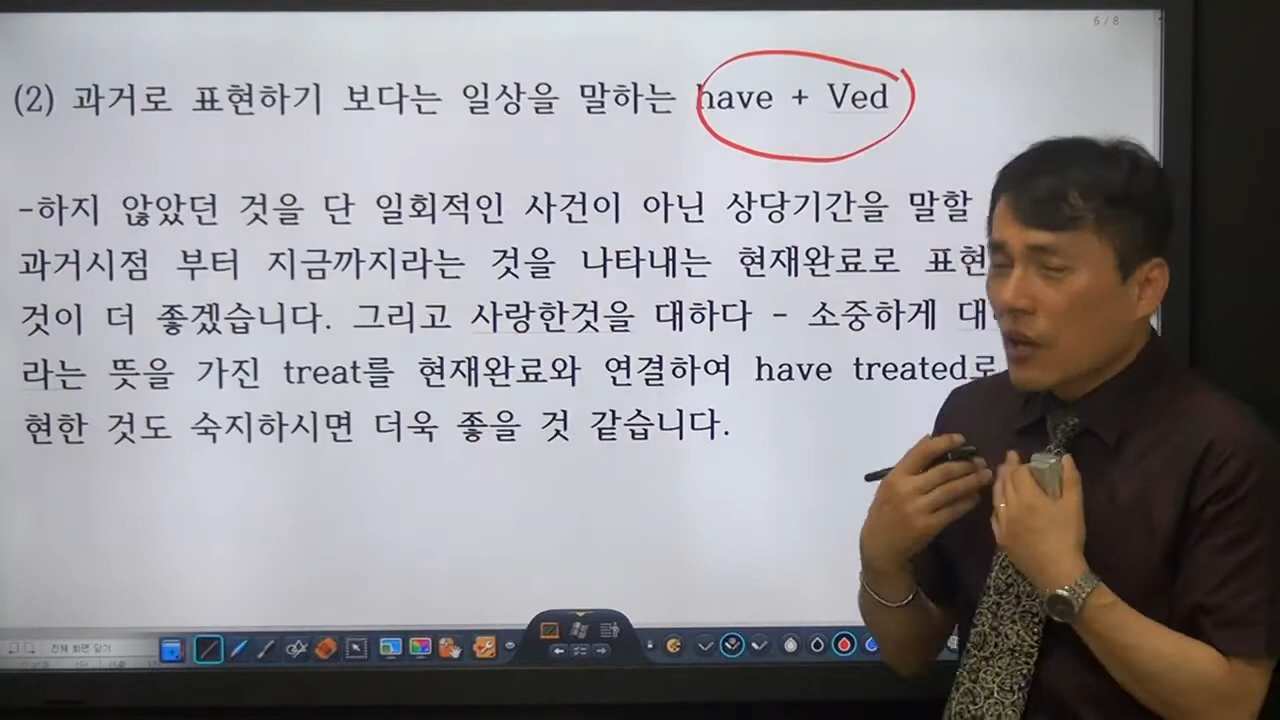 6 / 8
(2) 과거로 표현하기 보다는 일상을 말하는 have + Ved
-하지 않았던 것을 단 일회적인 사건이 아닌 상당기간을 말할
과거시점 부터 지금까지라는 것을 나타내는 현재완료로 표현
것이 더 좋겠습니다. 그리고 사랑한것을 대하다 - 소중하게
라는 뜻을 가진 treat를 현재완료와 연결하여 have treated로
현한 것도 숙지하시면 더욱 좋을 것 같습니다.
전체 화면 닫기